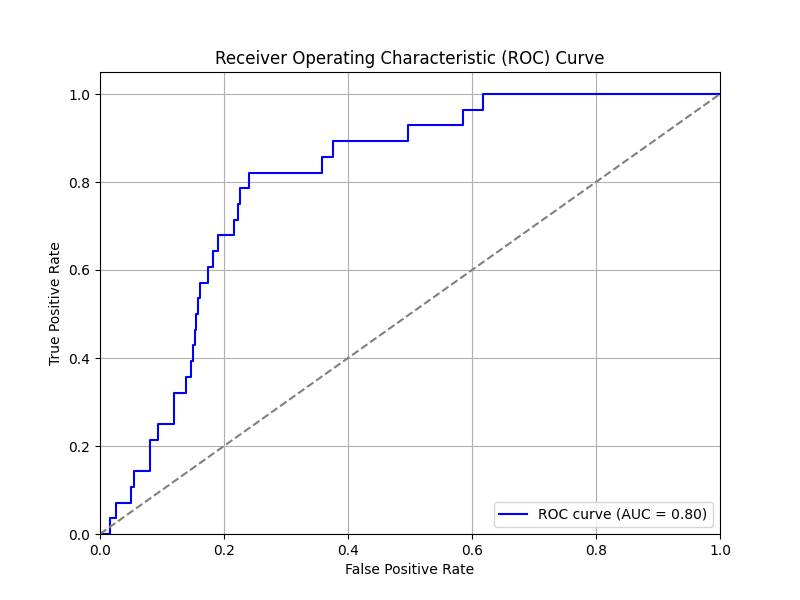 Receiver Operating Characteristic (ROC) Curve
True Positive Rate
1.0
0.8
0.6
0.4
0.2
0.0
ROC curve (AUC = 0.80)
0.0 0.2 0.4 0.6 0.8 1.0
False Positive Rate